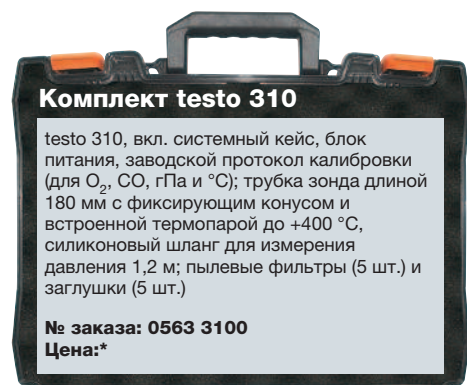 Комплект testo 310
testo 310, вкл. системный кейс, блок
питания, заводской протокол калибровки
(для O₂, CO, гПа и °C); трубка зонда длиной
180 мм с фиксирующим конусом и
встроенной термопарой до +400 °C,
силиконовый шланг для измерения
давления 1,2 м; пылевые фильтры (5 шт.) и
заглушки (5 шт.)
№ заказа: 0563 3100
Цена:*